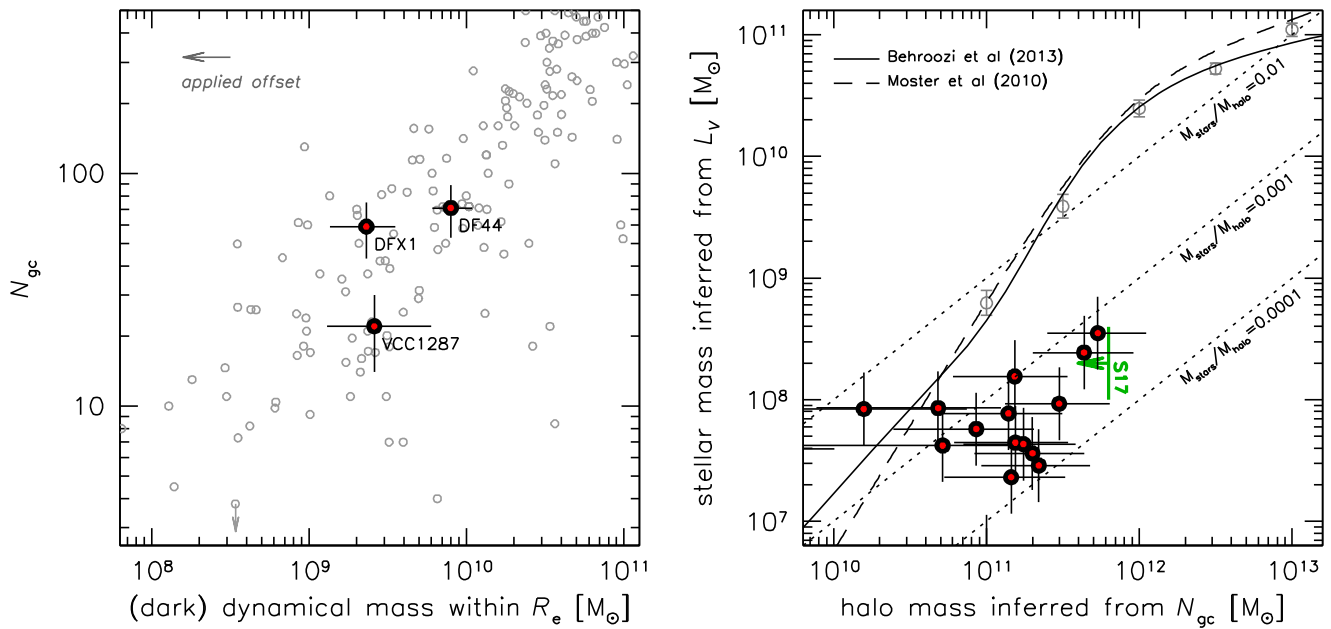 applied offset
DFX1
DF44
VCC1287
100
10
N_gc
10^8
10^9
10^10
10^11
(dark) dynamical mass within R_e [M_⊙]
Behroozi et al (2013)
Moster et al (2010)
M_stars/M_halo=0.01
M_stars/M_halo=0.001
M_stars/M_halo=0.0001
S17
10^11
10^10
10^9
10^8
10^7
stellar mass inferred from L_V [M_⊙]
10^10
10^11
10^12
10^13
halo mass inferred from N_gc [M_⊙]